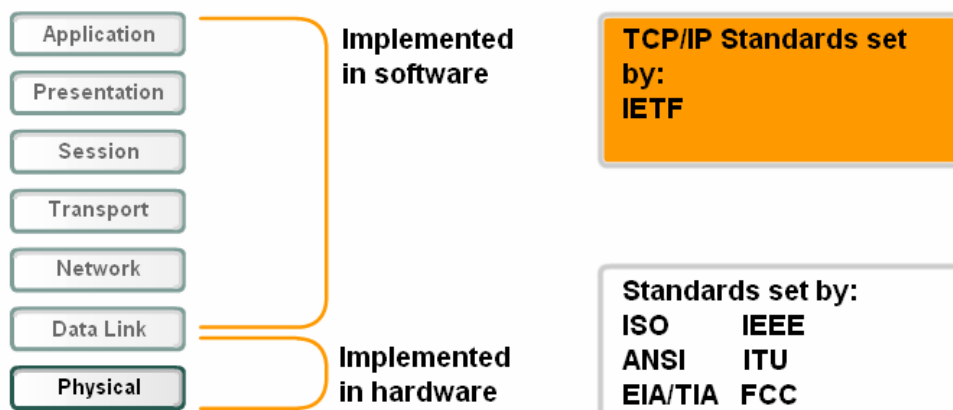 Application
Presentation
Session
Transport
Network
Data Link
Physical
Implemented
in software
Implemented
in hardware
TCP/IP Standards set
by:
IETF
Standards set by:
ISO IEEE
ANSI ITU
EIA/TIA FCC